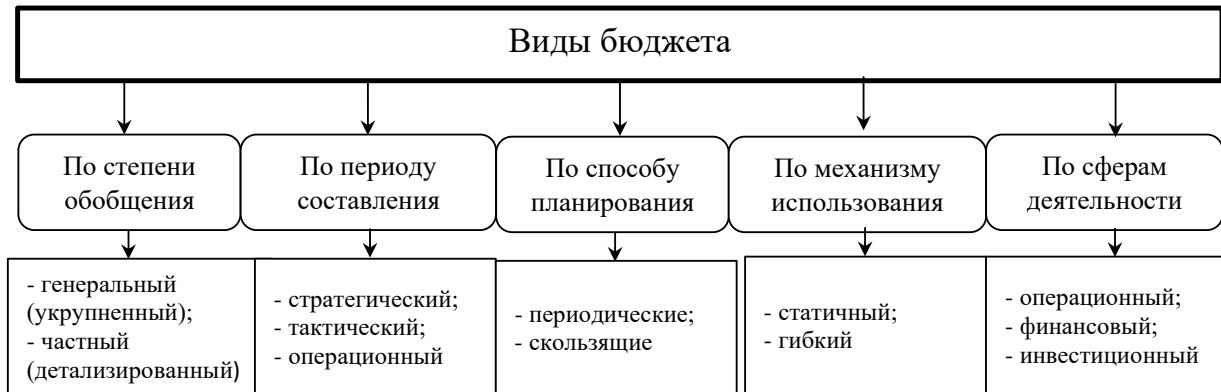 Виды бюджета
По степени
обобщения
По периоду
составления
По способу
планирования
По механизму
использования
По сферам
деятельности
- генеральный
(укрупненный);
- частный
(детализированный)
- стратегический;
- тактический;
- операционный
- периодические;
- скользящие
- статичный;
- гибкий
- операционный;
- финансовый;
- инвестиционный